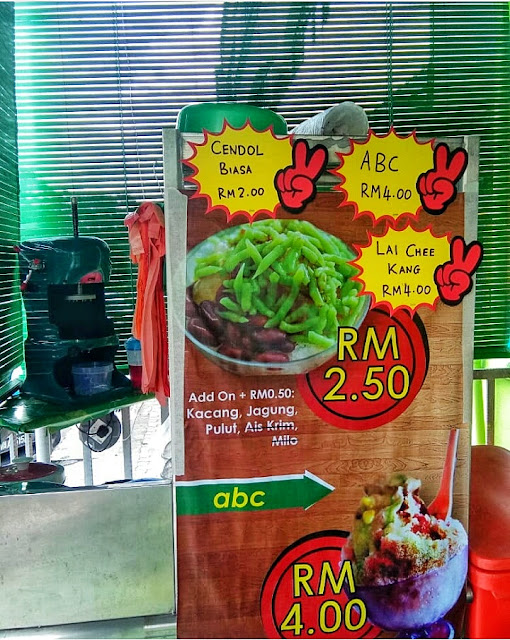 CENDOL
BIASA
RM2.00
ABC
RM4.00
LAI CHEE
KANG
RM4.00
RM
2.50
Add On + RM0.50:
Kacang, Jagung,
Pulut, Ais Krim,
Milo
abc
RM
4.00